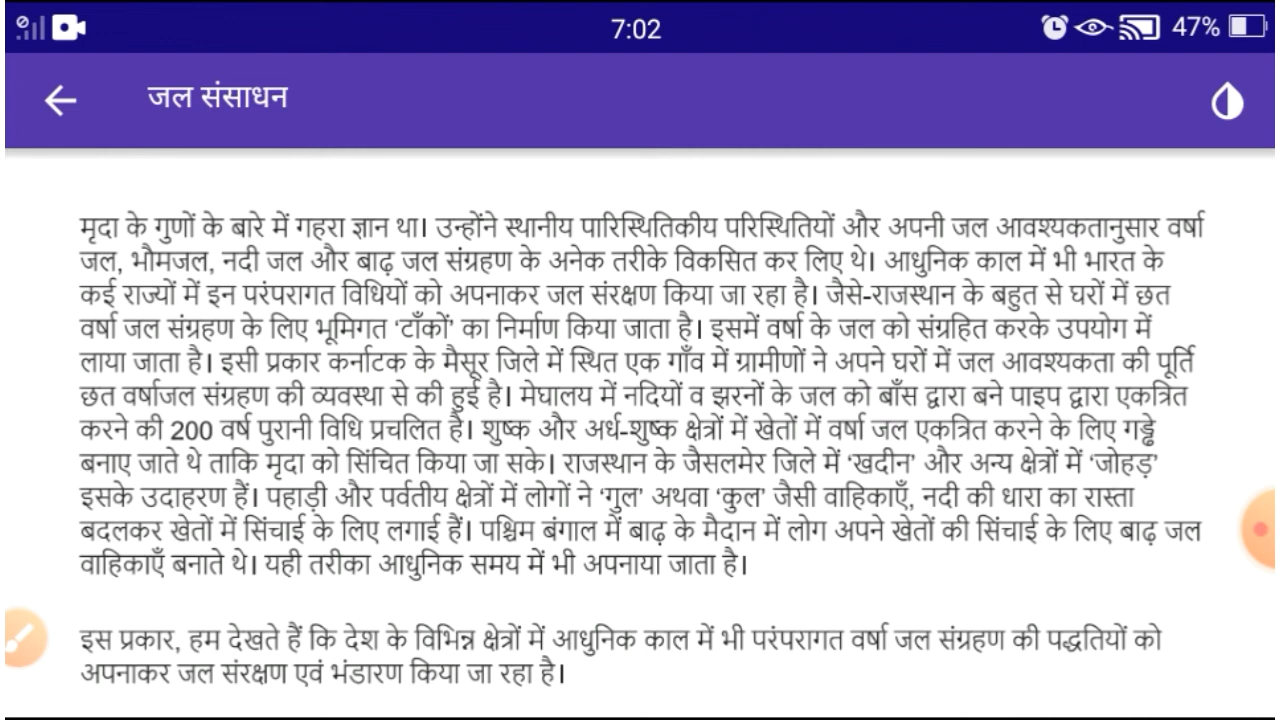 7:02
47%
जल संसाधन
मृदा के गुणों के बारे में गहरा ज्ञान था। उन्होंने स्थानीय पारिस्थितिकीय परिस्थितियों और अपनी जल आवश्यकतानुसार वर्षा
जल, भौमजल, नदी जल और बाढ़ जल संग्रहण के अनेक तरीके विकसित कर लिए थे। आधुनिक काल में भी भारत के
कई राज्यों में इन परंपरागत विधियों को अपनाकर जल संरक्षण किया जा रहा है। जैसे-राजस्थान के बहुत से घरों में छत
वर्षा जल संग्रहण के लिए भूमिगत ‘टाँकों’ का निर्माण किया जाता है। इसमें वर्षा के जल को संग्रहित करके उपयोग में
लाया जाता है। इसी प्रकार कर्नाटक के मैसूर जिले में स्थित एक गाँव में ग्रामीणों ने अपने घरों में जल आवश्यकता की पूर्ति
छत वर्षाजल संग्रहण की व्यवस्था से की हुई है। मेघालय में नदियों व झरनों के जल को बाँस द्वारा बने पाइप द्वारा एकत्रित
करने की 200 वर्ष पुरानी विधि प्रचलित है। शुष्क और अर्ध-शुष्क क्षेत्रों में खेतों में वर्षा जल एकत्रित करने के लिए गड्ढे
बनाए जाते थे ताकि मृदा को सिंचित किया जा सके। राजस्थान के जैसलमेर जिले में ‘खदीन’ और अन्य क्षेत्रों में ‘जोहड़’
इसके उदाहरण हैं। पहाड़ी और पर्वतीय क्षेत्रों में लोगों ने ‘गुल’ अथवा ‘कुल’ जैसी वाहिकाएँ, नदी की धारा का रास्ता
बदलकर खेतों में सिंचाई के लिए लगाई हैं। पश्चिम बंगाल में बाढ़ के मैदान में लोग अपने खेतों की सिंचाई के लिए बाढ़ जल
वाहिकाएँ बनाते थे। यही तरीका आधुनिक समय में भी अपनाया जाता है।
इस प्रकार, हम देखते हैं कि देश के विभिन्न क्षेत्रों में आधुनिक काल में भी परंपरागत वर्षा जल संग्रहण की पद्धतियों को
अपनाकर जल संरक्षण एवं भंडारण किया जा रहा है।